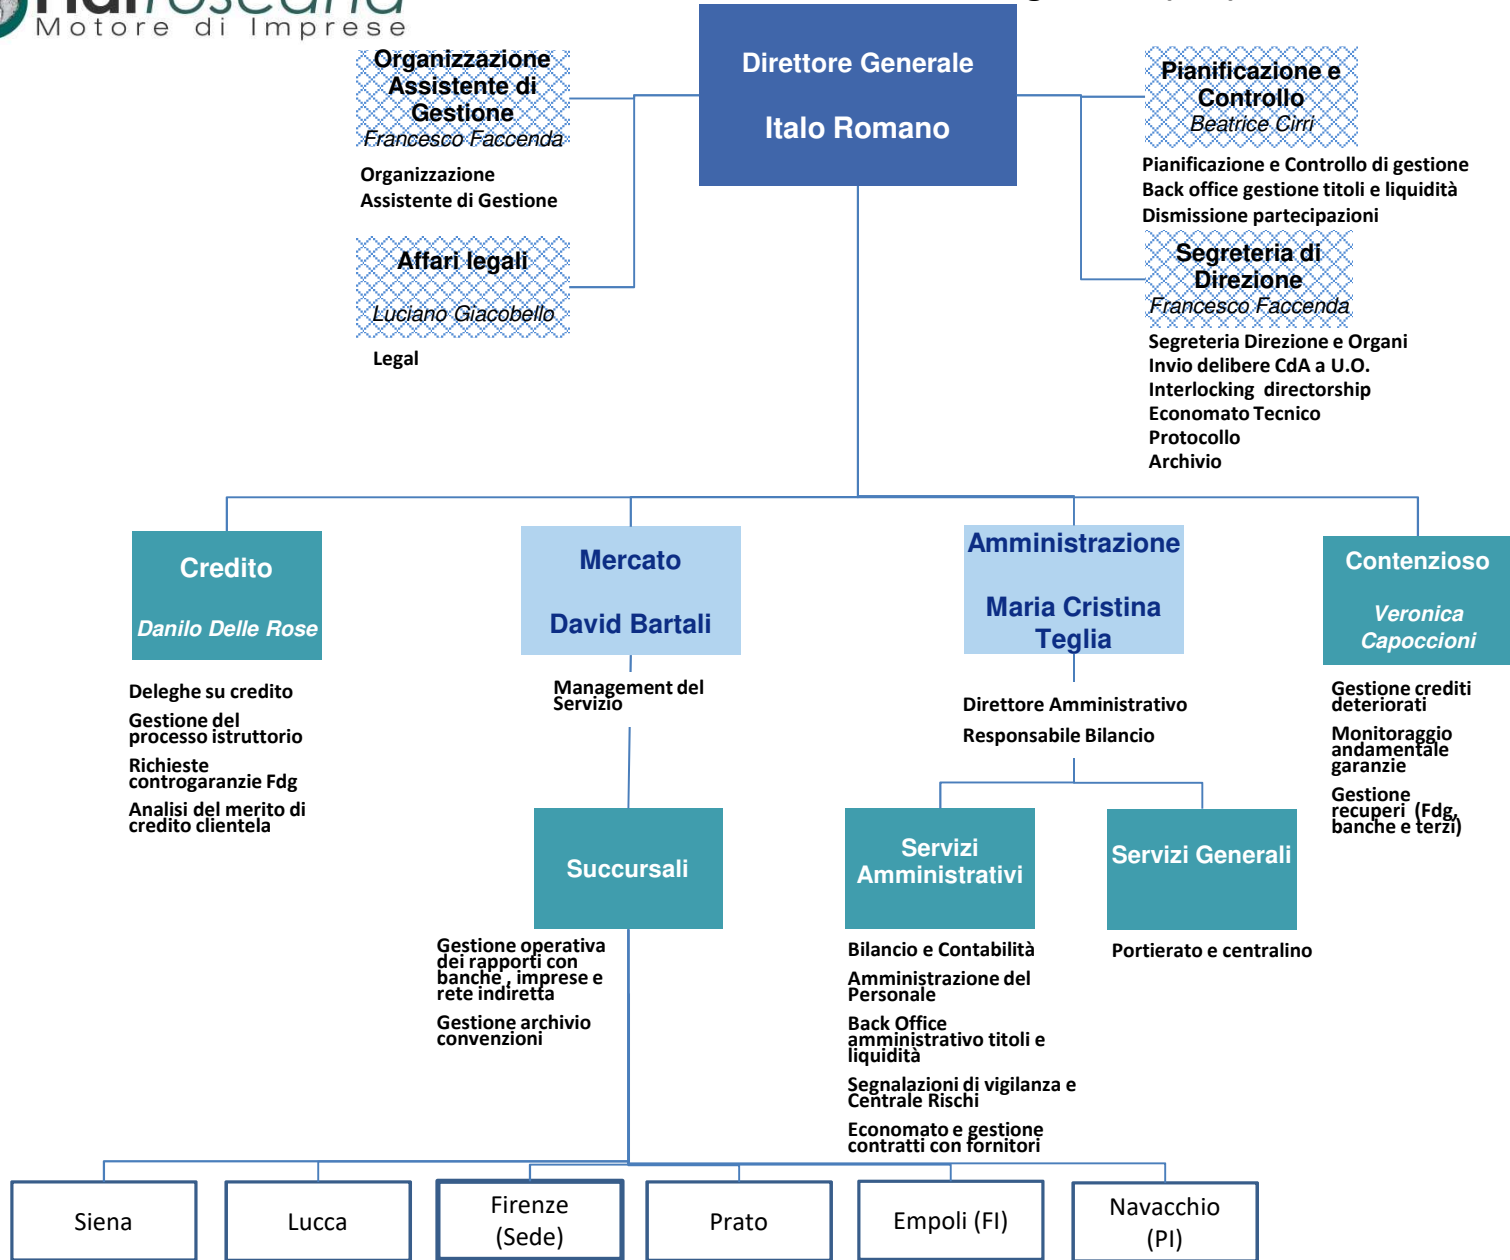 Motore di Imprese
Direttore Generale
Italo Romano
Organizzazione
Assistente di
Gestione
Francesco Faccenda
Organizzazione
Assistente di Gestione
Affari legali
Luciano Giacobello
Legal
Pianificazione e
Controllo
Beatrice Cirri
Pianificazione e Controllo di gestione
Back office gestione titoli e liquidità
Dismissione partecipazioni
Segreteria di
Direzione
Francesco Faccenda
Segreteria Direzione e Organi
Invio delibere CdA a U.O.
Interlocking directorship
Economato Tecnico
Protocollo
Archivio
Credito
Danilo Delle Rose
Deleghe su credito
Gestione del
processo istruttorio
Richieste
controgaranzie Fdg
Analisi del merito di
credito clientela
Mercato
David Bartali
Management del
Servizio
Succursali
Gestione operativa
dei rapporti con
banche , imprese e
rete indiretta
Gestione archivio
convenzioni
Amministrazione
Maria Cristina
Teglia
Direttore Amministrativo
Responsabile Bilancio
Servizi
Amministrativi
Bilancio e Contabilità
Amministrazione del
Personale
Back Office
amministrativo titoli e
liquidità
Segnalazioni di vigilanza e
Centrale Rischi
Economato e gestione
contratti con fornitori
Servizi Generali
Portierato e centralino
Contenzioso
Veronica
Capoccioni
Gestione crediti
deteriorati
Monitoraggio
andamentale
garanzie
Gestione
recuperi (Fdg,
banche e terzi)
Siena
Lucca
Firenze
(Sede)
Prato
Empoli (FI)
Navacchio
(PI)